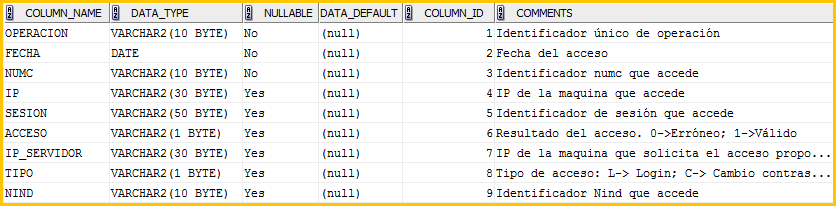 COLUMN_NAME DATA_TYPE NULLABLE DATA_DEFAULT COLUMN_ID COMMENTS
OPERACION VARCHAR2(10 BYTE) No (null) 1 Identificador único de operación
FECHA DATE No (null) 2 Fecha del acceso
NUMC VARCHAR2(10 BYTE) No (null) 3 Identificador numc que accede
IP VARCHAR2(30 BYTE) Yes (null) 4 IP de la maquina que accede
SESION VARCHAR2(50 BYTE) Yes (null) 5 Identificador de sesión que accede
ACCESO VARCHAR2(1 BYTE) Yes (null) 6 Resultado del acceso. 0->Erróneo; 1->Válido
IP_SERVIDOR VARCHAR2(30 BYTE) Yes (null) 7 IP de la maquina que solicita el acceso propo...
TIPO VARCHAR2(1 BYTE) Yes (null) 8 Tipo de acceso: L-> Login; C-> Cambio contras...
NIND VARCHAR2(10 BYTE) Yes (null) 9 Identificador Nind que accede